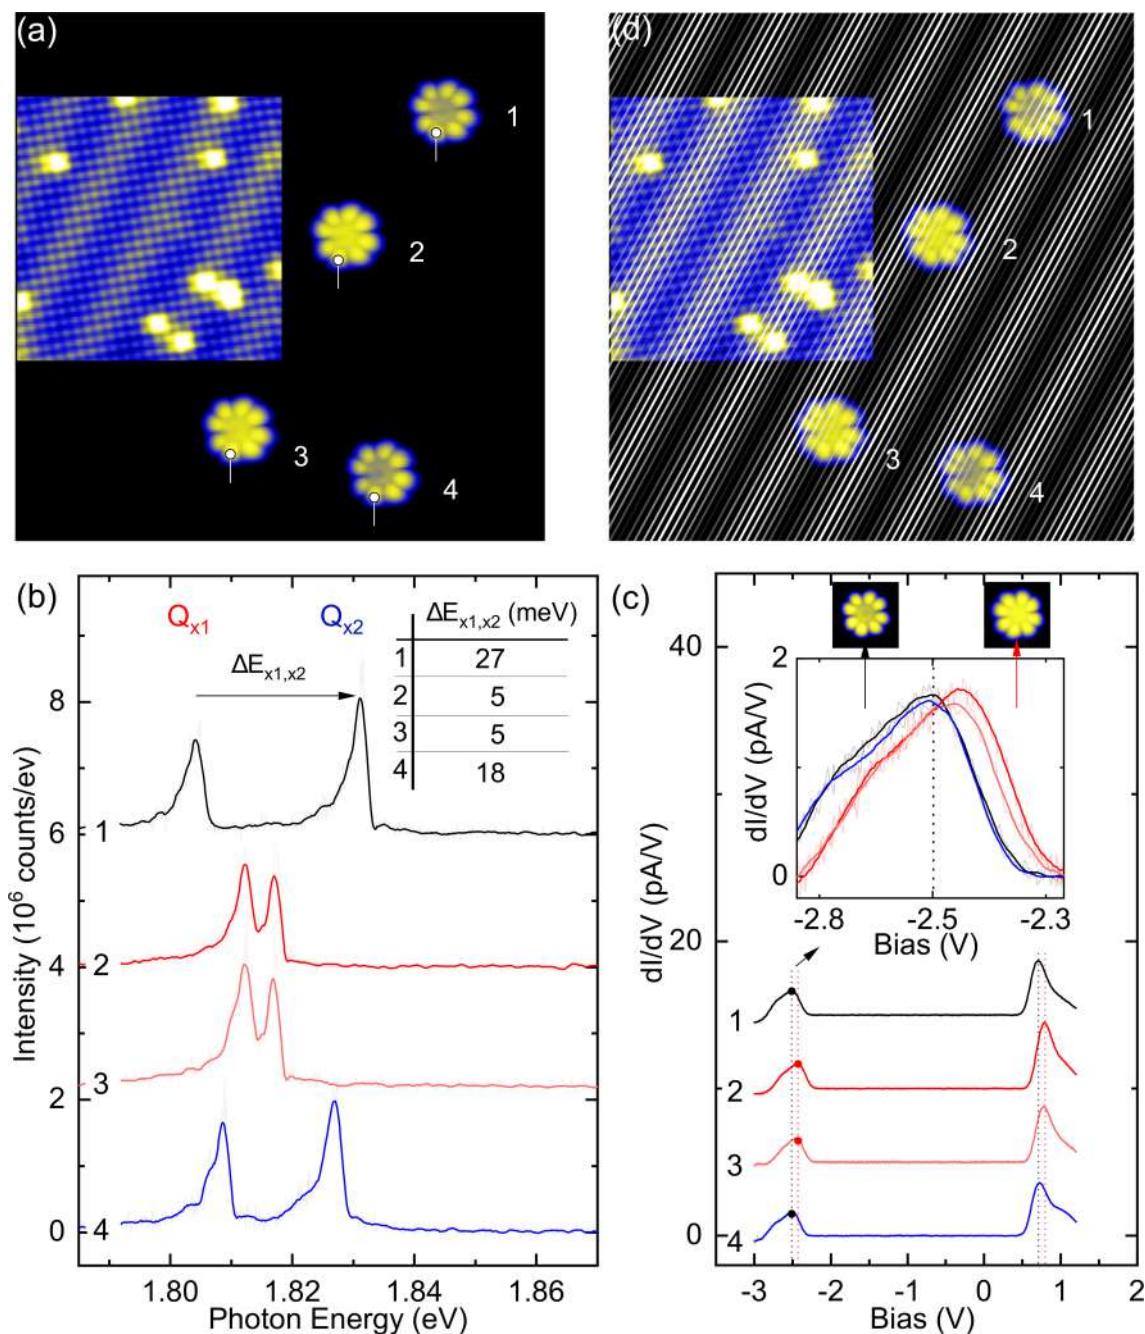 (a)
1
2
3
4
(d)
1
2
3
4
(b)
Qx1
Qx2
ΔEx1,x2
ΔEx1,x2 (meV)
1 27
2 5
3 5
4 18
8
6
4
2
0
1
2
3
4
Intensity (10⁶ counts/ev)
1.80 1.82 1.84 1.86
Photon Energy (eV)
(c)
40
20
0
dI/dV (pA/V)
2
0
dI/dV (pA/V)
-2.8 -2.5 -2.3
Bias (V)
1
2
3
4
-3 -2 -1 0 1 2
Bias (V)